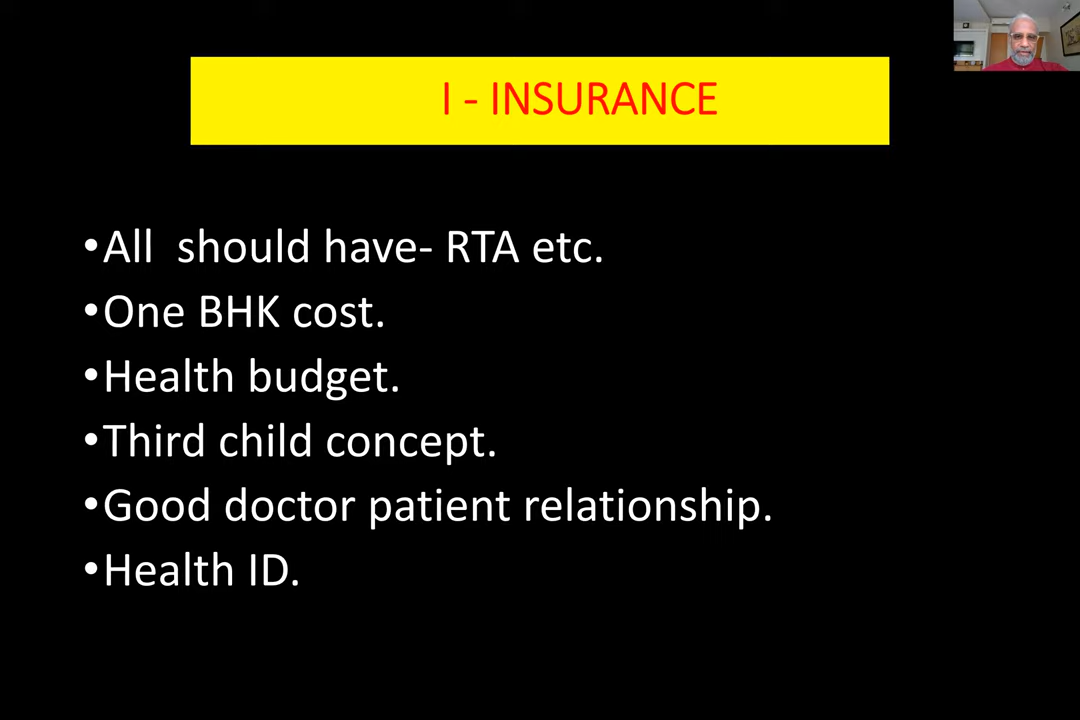 I - INSURANCE
•All  should have- RTA etc.
•One BHK cost.
•Health budget.
•Third child concept.
•Good doctor patient relationship.
•Health ID.